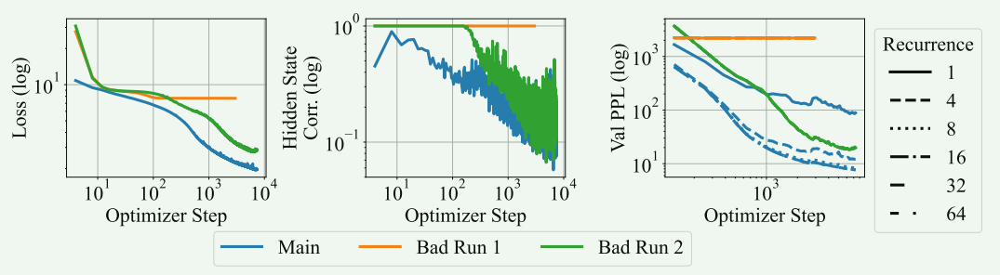 Loss (log)
10¹
10¹
10²
10³
10⁴
Optimizer Step
Hidden State
Corr. (log)
10⁰
10⁻¹
10¹
10²
10³
10⁴
Optimizer Step
Val PPL (log)
10³
10²
10¹
10³
Optimizer Step
Recurrence
1
4
8
16
32
64
Main
Bad Run 1
Bad Run 2